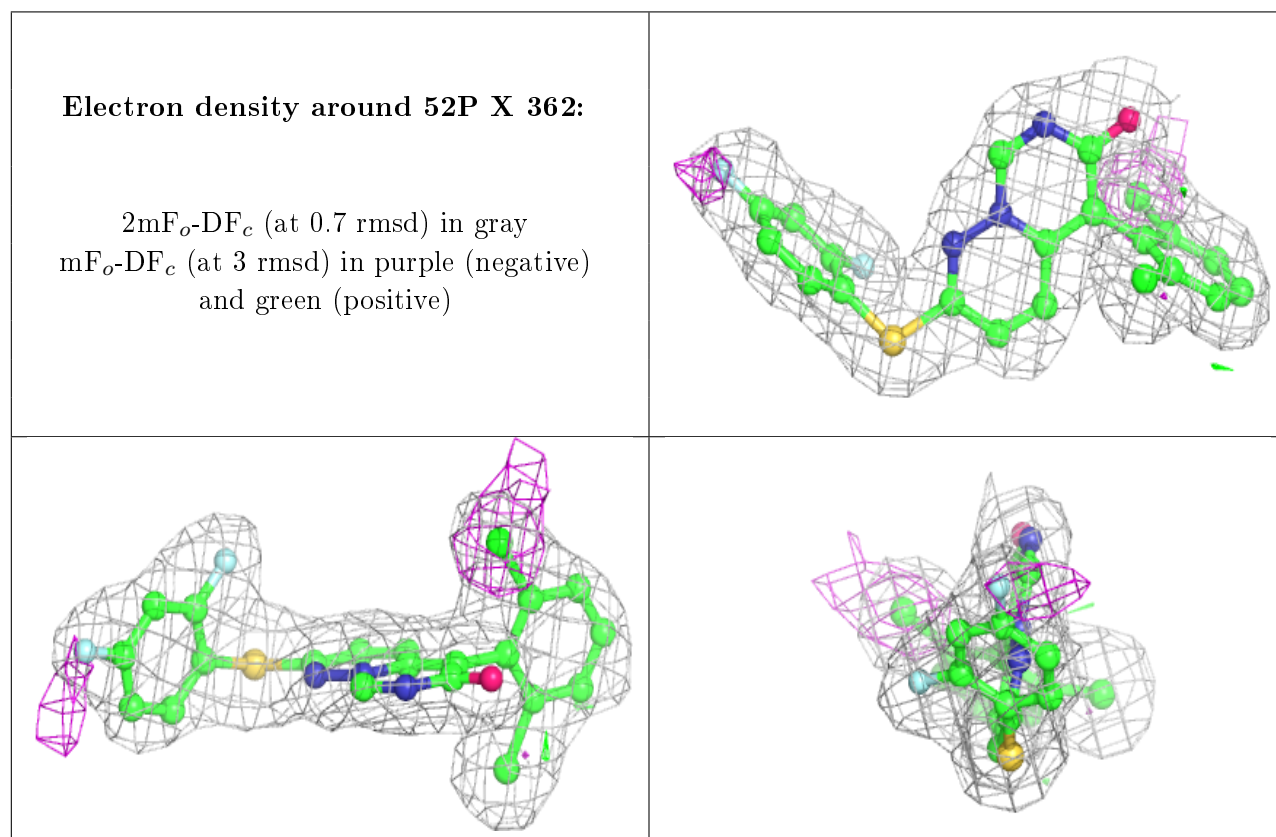 Electron density around 52P X 362:
2mFo-DFc (at 0.7 rmsd) in gray
mFo-DFc (at 3 rmsd) in purple (negative)
and green (positive)